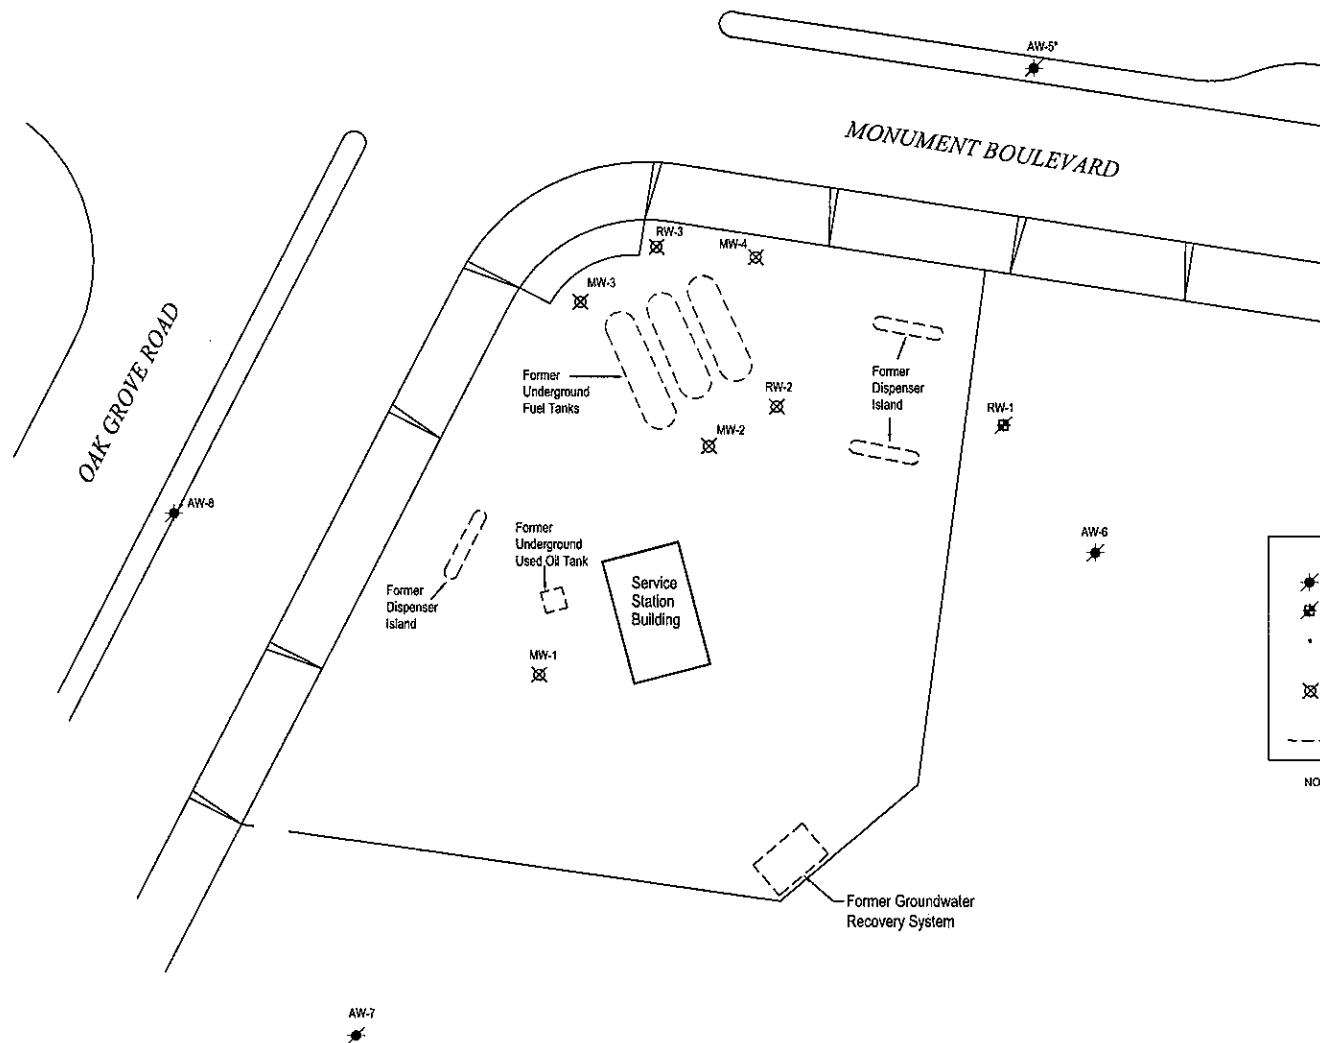 AW-5*
MONUMENT BOULEVARD
RW-3
MW-4
MW-3
OAK GROVE ROAD
Former
Underground
Fuel Tanks
Former
Dispenser
Island
RW-2
RW-1
MW-2
AW-8
Former
Underground
Used Oil Tank
AW-6
Service
Station
Building
Former
Dispenser
Island
MW-1
NO
Former Groundwater
Recovery System
AW-7